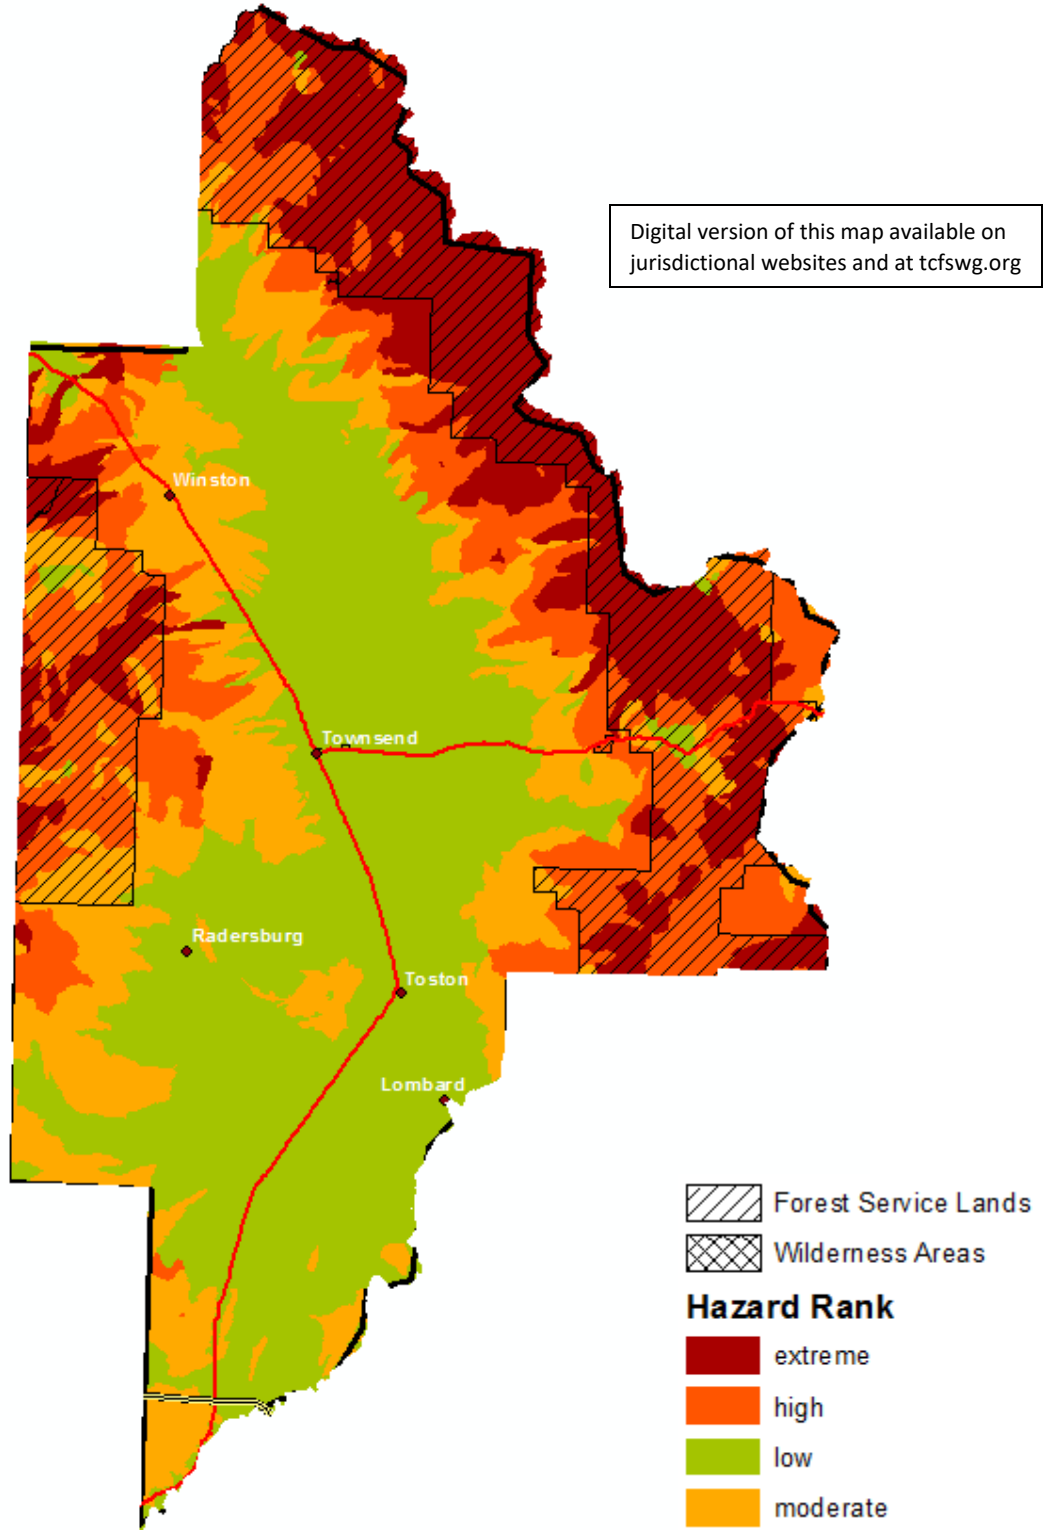 Digital version of this map available on
jurisdictional websites and at tcfswg.org
Winston
Townsend
Radersburg
Toston
Lombard
Forest Service Lands
Wilderness Areas
Hazard Rank
extreme
high
low
moderate